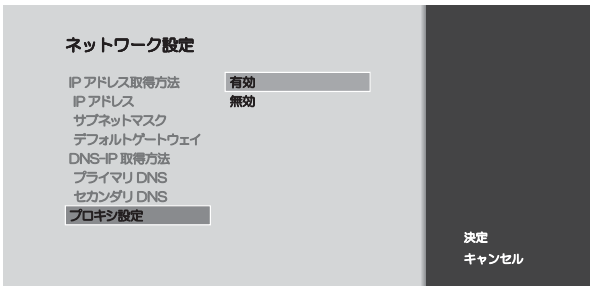 ネットワーク設定
IP アドレス取得方法
有効
IP アドレス
無効
サブネットマスク
デフォルトゲートウェイ
DNS-IP 取得方法
プライマリ DNS
セカンダリ DNS
プロキシ設定
決定
キャンセル